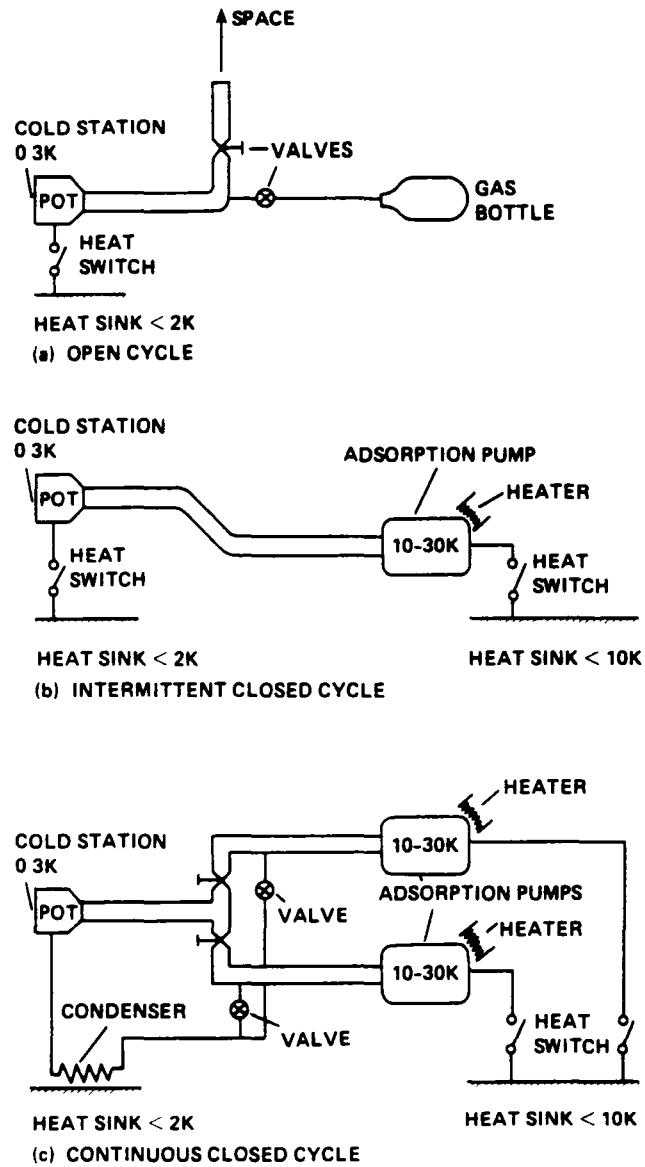 SPACE
COLD STATION
0 3K
VALVES
POT
GAS
BOTTLE
HEAT
SWITCH
HEAT SINK < 2K
(a) OPEN CYCLE
COLD STATION
0 3K
ADSORPTION PUMP
HEATER
POT
10-30K
HEAT
SWITCH
HEAT
SWITCH
HEAT SINK < 2K
HEAT SINK < 10K
(b) INTERMITTENT CLOSED CYCLE
HEATER
COLD STATION
0 3K
10-30K
ADSORPTION PUMPS
POT
VALVE
HEATER
10-30K
CONDENSER
VALVE
HEAT
SWITCH
HEAT SINK < 2K
HEAT SINK < 10K
(c) CONTINUOUS CLOSED CYCLE